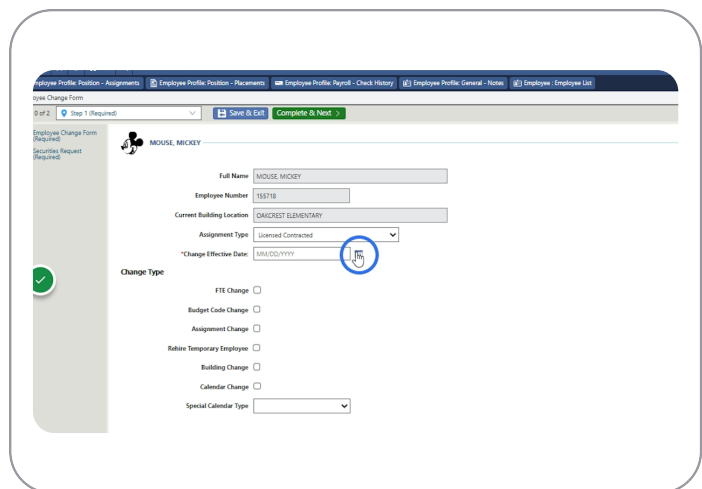 Employee Profile: Position - Assignments Employee Profile: Position - Placements Employee Profile: Payroll - Check History Employee Profile: General - Notes Employee : Employee List
Change Form
0 of 2 Step 1 (Required) Save & Exit Complete & Next >
Employee Change Form
(Required)
Securities Request
(Required)
MOUSE, MICKEY
Full Name MOUSE, MICKEY
Employee Number 155718
Current Building Location OAKCREST ELEMENTARY
Assignment Type Licensed Contracted
*Change Effective Date: MM/DD/YYYY
Change Type
FTE Change
Budget Code Change
Assignment Change
Rehire Temporary Employee
Building Change
Calendar Change
Special Calendar Type